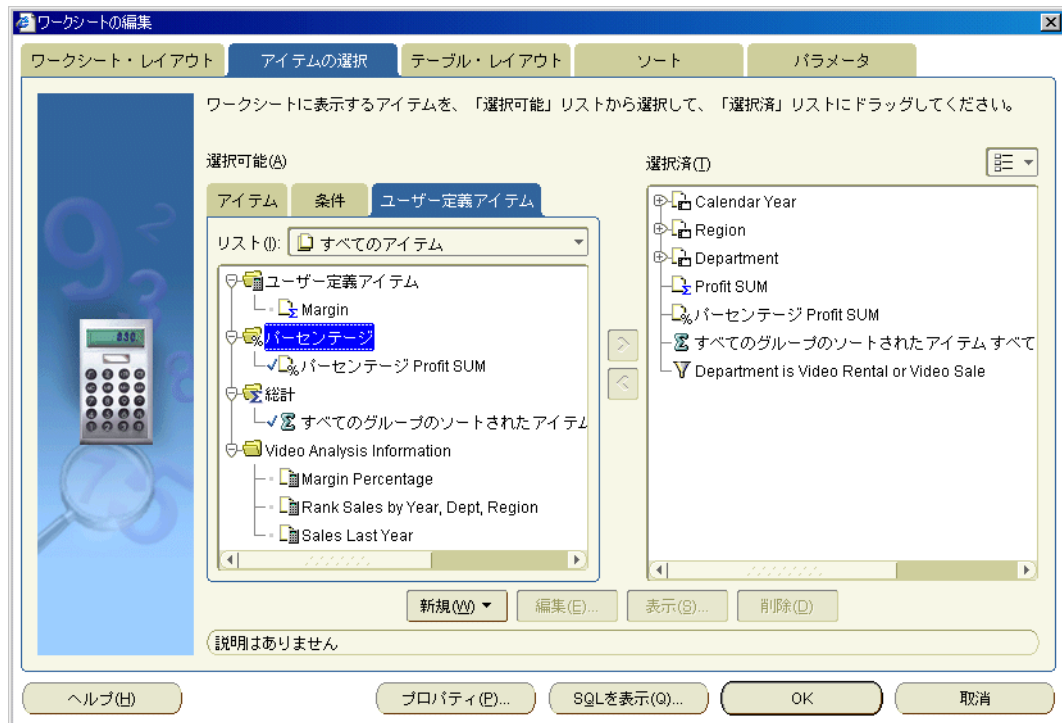 ワークシートの編集
ワークシート・レイアウト アイテムの選択 テーブル・レイアウト ソート パラメータ
ワークシートに表示するアイテムを、「選択可能」リストから選択して、「選択済」リストにドラッグしてください。
選択可能(A)
選択済(T)
アイテム 条件 ユーザー定義アイテム
リスト(I): すべてのアイテム
ユーザー定義アイテム
Margin
パーセンテージ
パーセンテージ Profit SUM
総計
すべてのグループのソートされたアイテム
Video Analysis Information
Margin Percentage
Rank Sales by Year, Dept, Region
Sales Last Year
Calendar Year
Region
Department
Profit SUM
パーセンテージ Profit SUM
すべてのグループのソートされたアイテム すべて
Department is Video Rental or Video Sale
新規(W) 編集(E)... 表示(S)... 削除(D)
説明はありません
ヘルプ(H) プロパティ(P)... SQLを表示(Q)... OK 取消